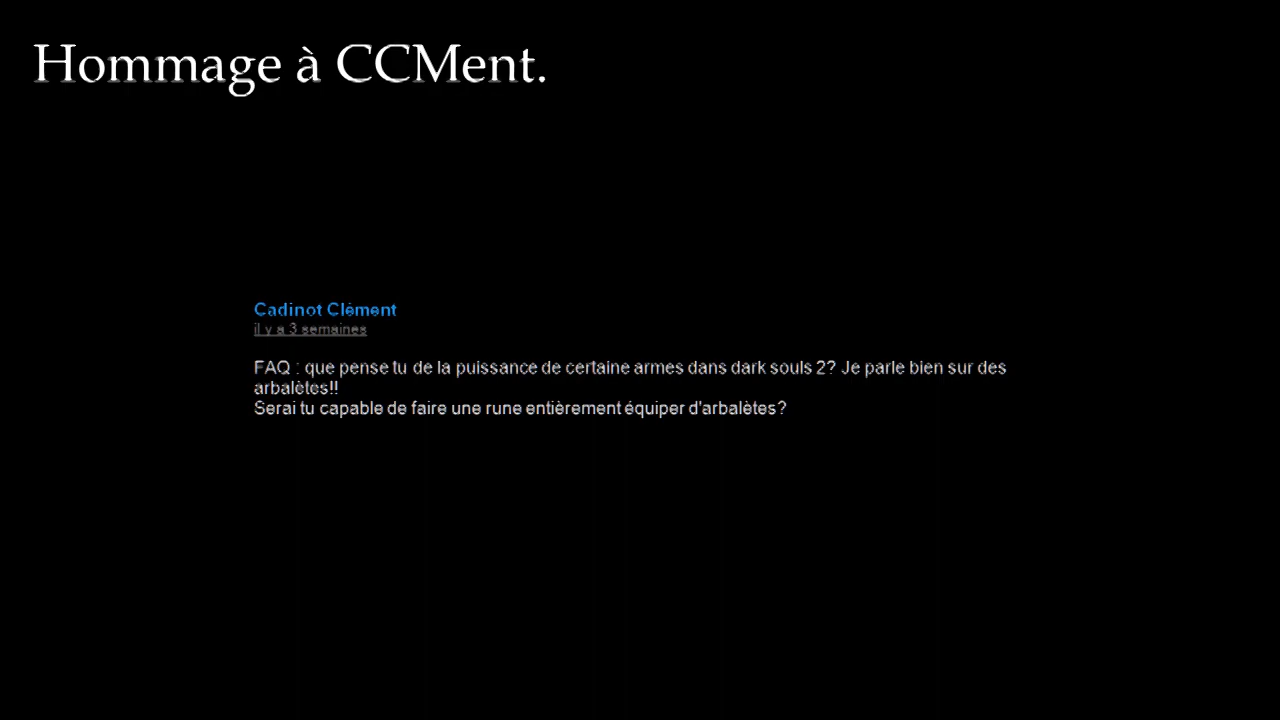 Hommage à CCMent.
Cadinot Clément
il y a 3 semaines
FAQ : que pense tu de la puissance de certaine armes dans dark souls 2? Je parle bien sur des
arbalètes!!
Serai tu capable de faire une rune entièrement équiper d'arbalètes?